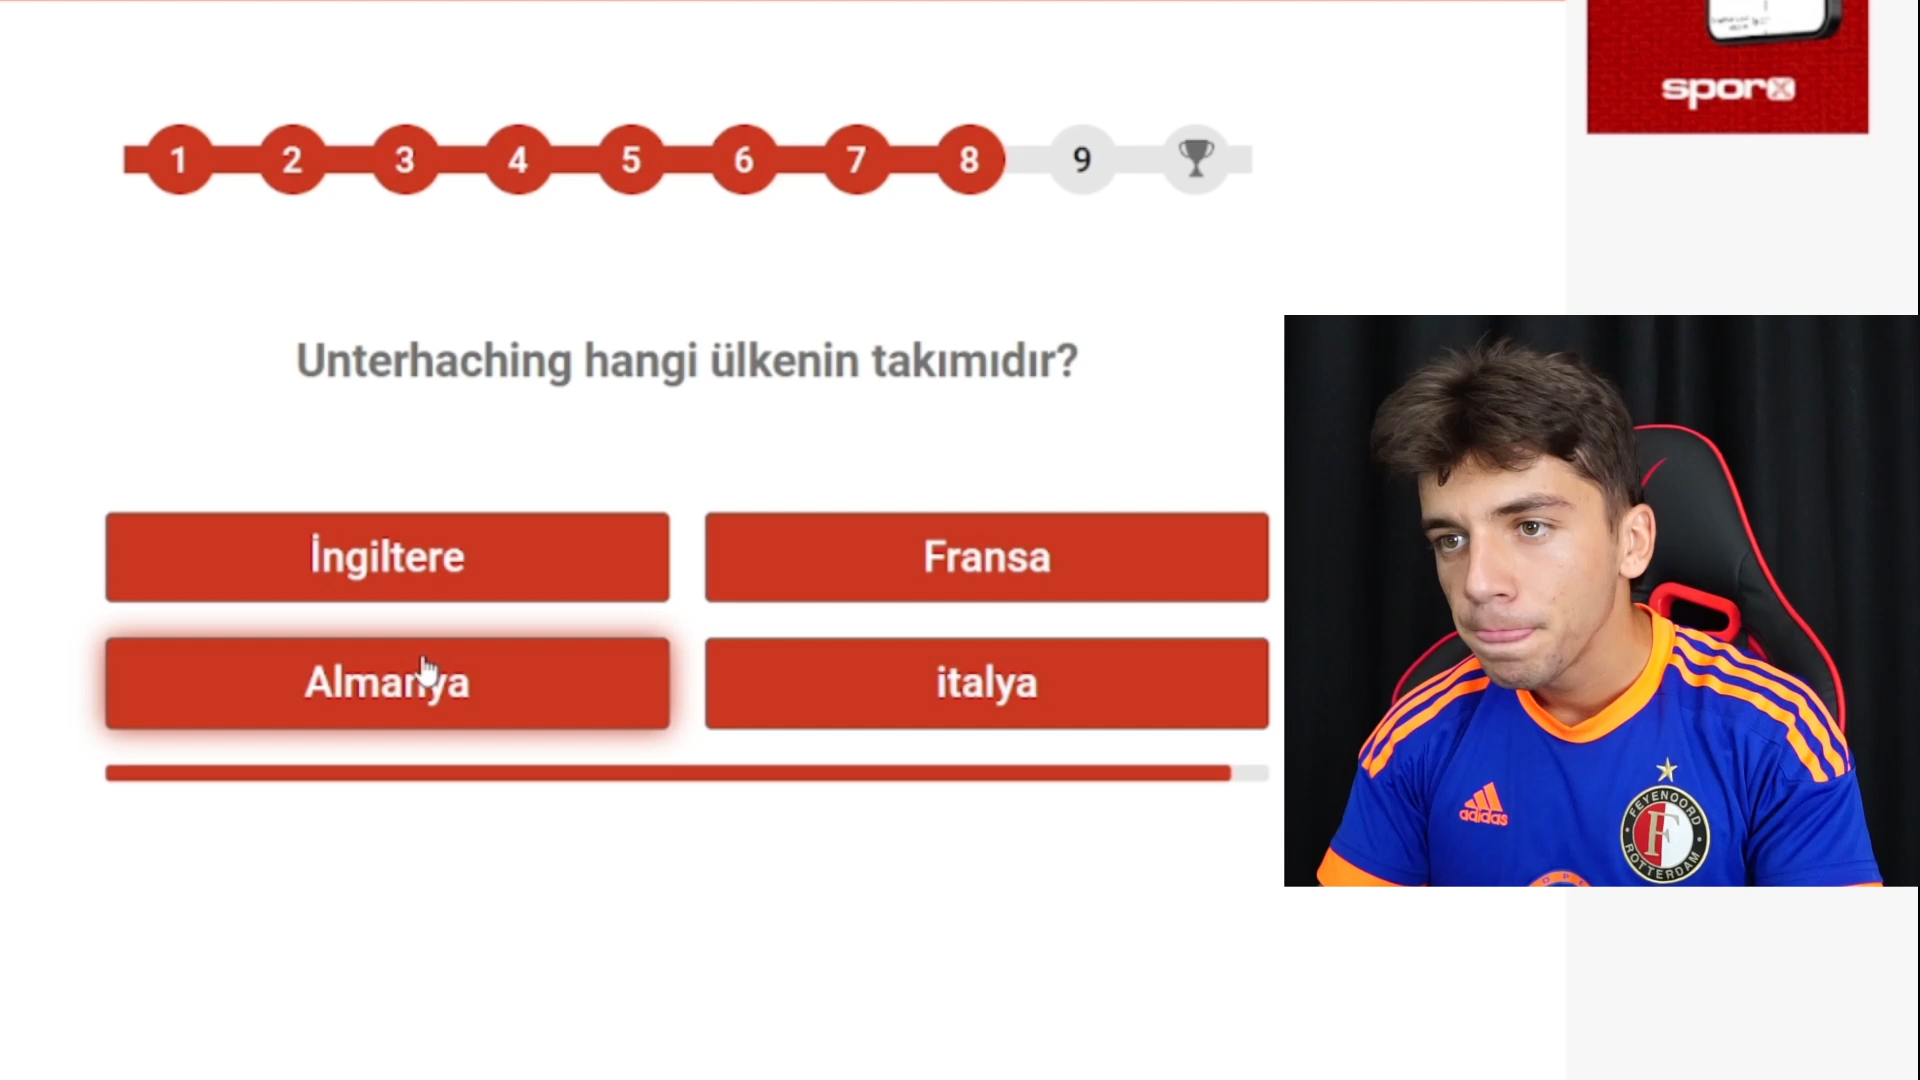 sporx
1 2 3 4 5 6 7 8 9
Unterhaching hangi ülkenin takımıdır?
İngiltere
Fransa
Almanya
italya
adidas
FEYENOORD
F
ROTTERDAM